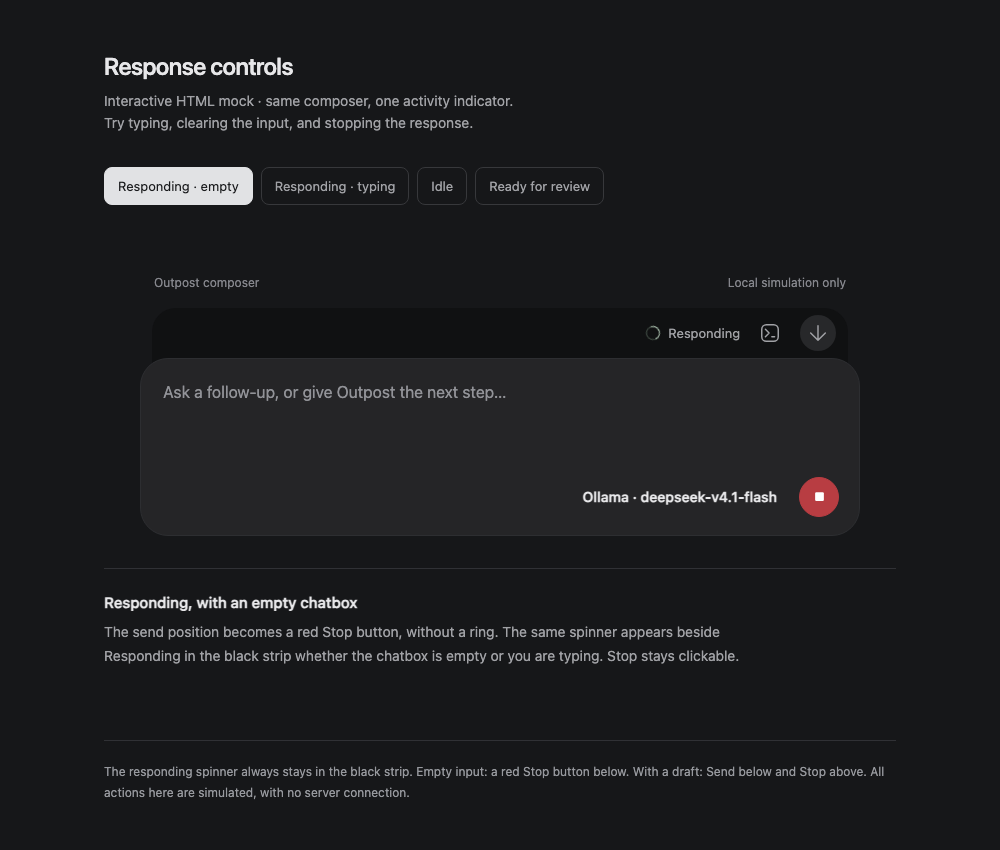 Response controls
Interactive HTML mock · same composer, one activity indicator.
Try typing, clearing the input, and stopping the response.
Responding · empty
Responding · typing
Idle
Ready for review
Outpost composer
Local simulation only
Responding
Ask a follow-up, or give Outpost the next step...
Ollama · deepseek-v4.1-flash
Responding, with an empty chatbox
The send position becomes a red Stop button, without a ring. The same spinner appears beside
Responding in the black strip whether the chatbox is empty or you are typing. Stop stays clickable.
The responding spinner always stays in the black strip. Empty input: a red Stop button below. With a draft: Send below and Stop above. All
actions here are simulated, with no server connection.